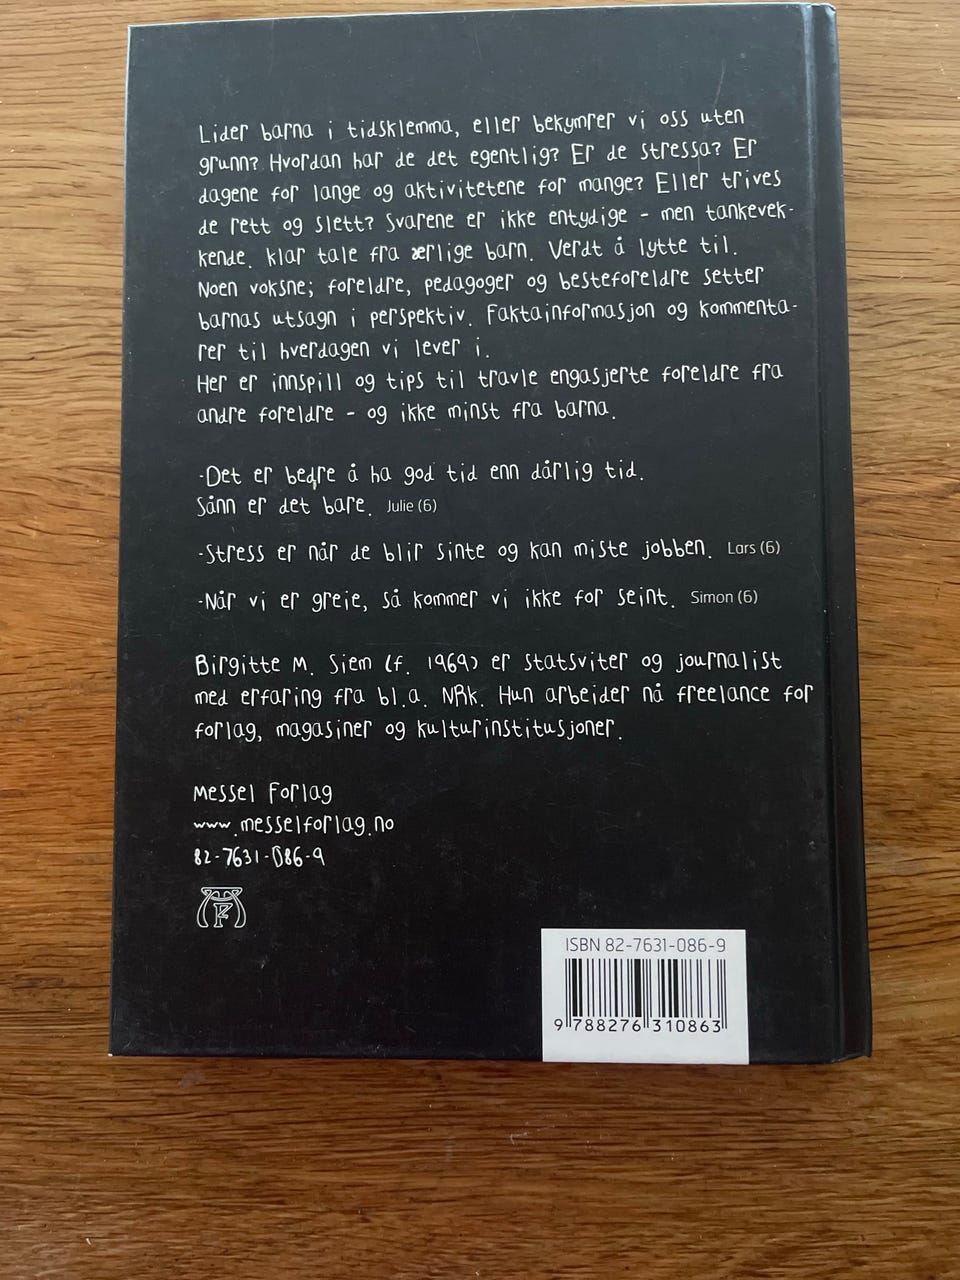 Lider barna i tidsklemma, eller bekymrer vi oss uten
grunn? Hvordan har de det egentlig? Er de stressa? Er
dagene for lange og aktivitetene for mange? Eller trives
de rett og slett? Svarene er ikke entydige - men tankevek-
kende. Klar tale fra ærlige barn. Verdt å lytte til.
Noen voksne; foreldre, pedagoger og besteforeldre setter
barnas utsagn i perspektiv. Faktainformasjon og kommenta-
rer til hverdagen vi lever i.
Her er innspill og tips til travle engasjerte foreldre fra
andre foreldre - og ikke minst fra barna.
-Det er bedre å ha god tid enn dårlig tid.
Sånn er det bare. Julie (6)
-Stress er når de blir sinte og kan miste jobben. Lars (6)
-Når vi er greie, så kommer vi ikke for seint. Simon (6)
Birgitte M. Siem (f. 1969) er statsviter og journalist
med erfaring fra bl.a. NRK. Hun arbeider nå freelance for
forlag, magasiner og kulturinstitusjoner.
Messel Forlag
www.messelforlag.no
82-7631-086-9
ISBN 82-7631-086-9
9 788276 310863